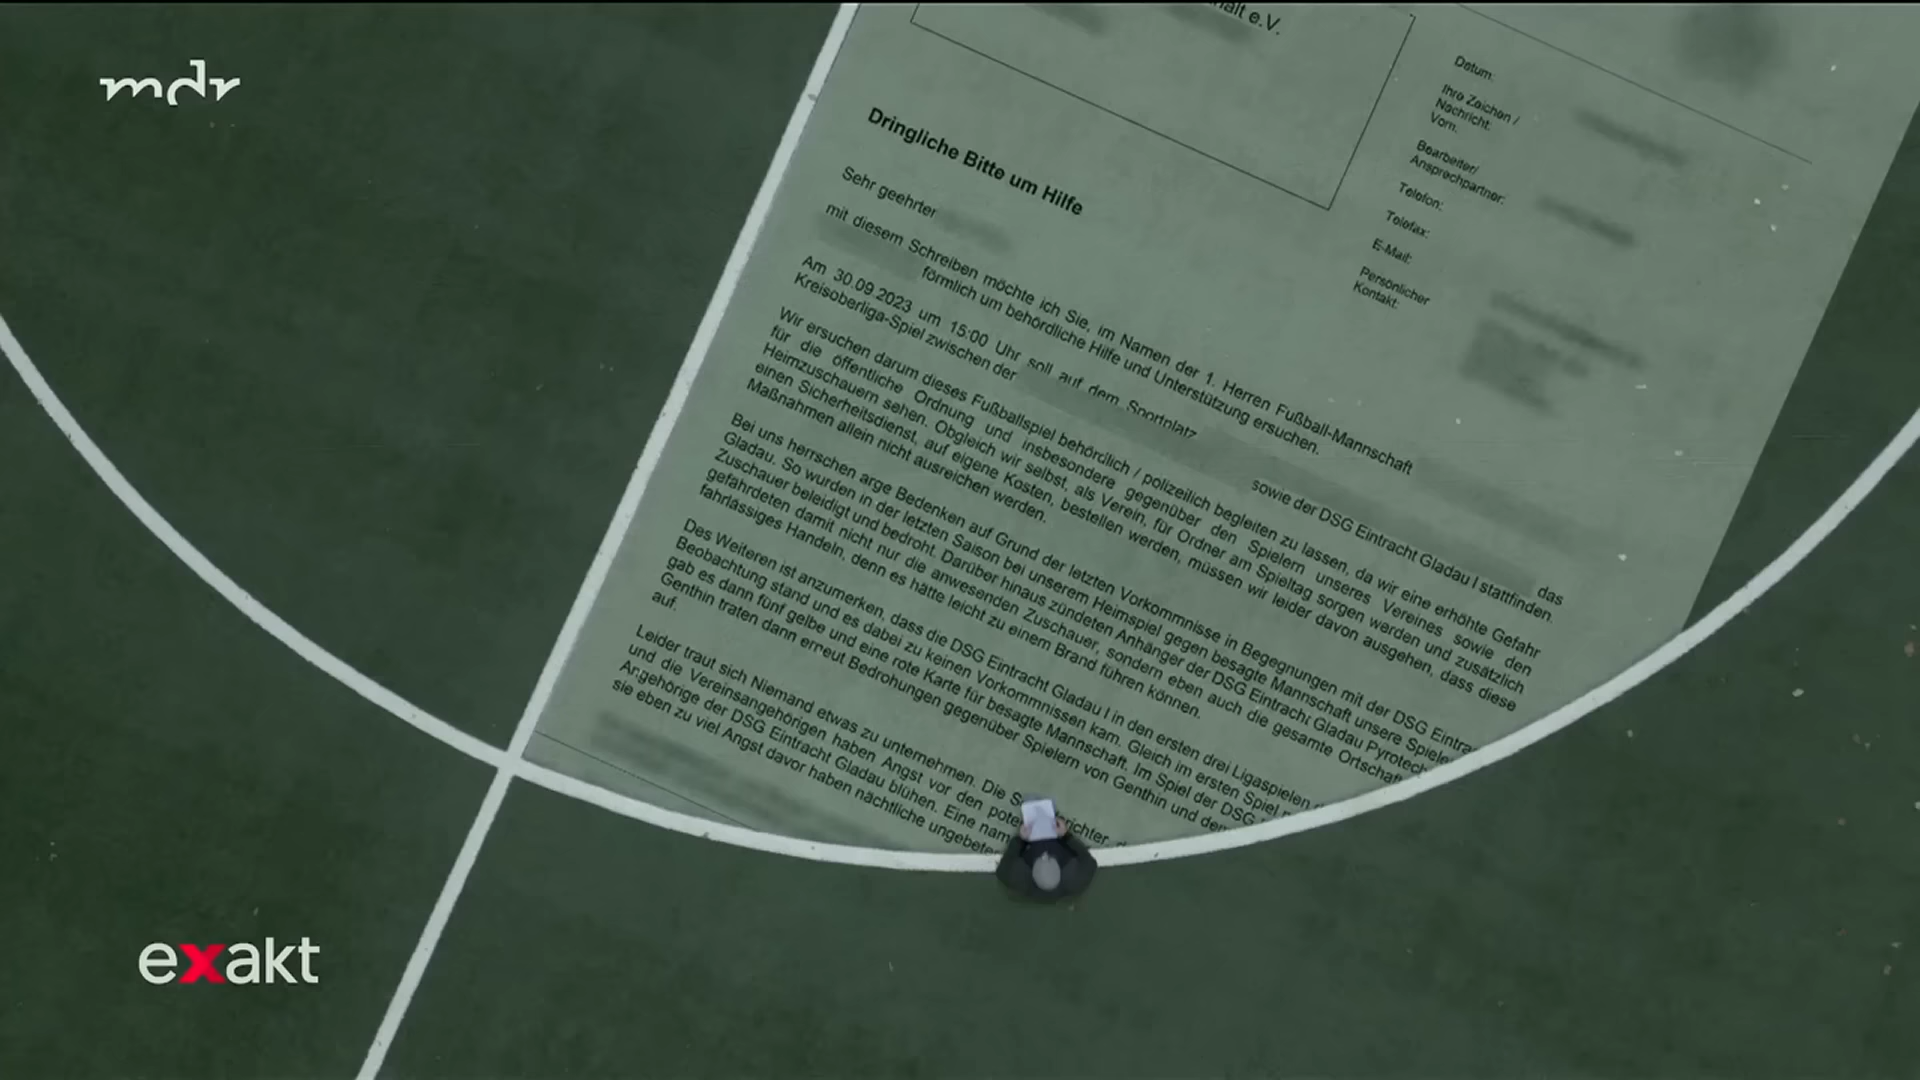 mdr
halt e.V.
Datum:
Ihre Zeichen /
Nachricht:
Vom:
Bearbeiter/
Ansprechpartner:
Telefon:
Telefax:
E-Mail:
Persönlicher
Kontakt:
Dringliche Bitte um Hilfe
Sehr geehrter
mit diesem Schreiben möchte ich Sie, im Namen der 1. Herren Fußball-Mannschaft
förmlich um behördliche Hilfe und Unterstützung ersuchen.
Am 30.09.2023 um 15:00 Uhr soll auf dem Sportplatz das
Kreisoberliga-Spiel zwischen der sowie der DSG Eintracht Gladau I stattfinden.
Wir ersuchen darum dieses Fußballspiel behördlich / polizeilich begleiten zu lassen, da wir eine erhöhte Gefahr
für die öffentliche Ordnung und insbesondere gegenüber den Spielern unseres Vereines sowie den
Heimzuschauern sehen. Obgleich wir selbst, als Verein, für Ordner am Spieltag sorgen werden und zusätzlich
einen Sicherheitsdienst, auf eigene Kosten, bestellen werden, müssen wir leider davon ausgehen, dass diese
Maßnahmen allein nicht ausreichen werden.
Bei uns herrschen arge Bedenken auf Grund der letzten Vorkommnisse in Begegnungen mit der DSG Eintra
Gladau. So wurden in der letzten Saison bei unserem Heimspiel gegen besagte Mannschaft unsere Spiele
Zuschauer beleidigt und bedroht. Darüber hinaus zündeten Anhänger der DSG Eintracht Gladau Pyrotech
gefährdeten damit nicht nur die anwesenden Zuschauer, sondern eben auch die gesamte Ortschaft
fahrlässiges Handeln, denn es hätte leicht zu einem Brand führen können.
Des Weiteren ist anzumerken, dass die DSG Eintracht Gladau I in den ersten drei Ligaspielen
Beobachtung stand und es dabei zu keinen Vorkommnissen kam. Gleich im ersten Spiel
gab es dann fünf gelbe und eine rote Karte für besagte Mannschaft. Im Spiel der DSG
Genthin traten dann erneut Bedrohungen gegenüber Spielern von Genthin und dem
auf.
Leider traut sich Niemand etwas zu unternehmen. Die S richter,
und die Vereinsangehörigen haben Angst vor den pote
Angehörige der DSG Eintracht Gladau blühen. Eine nam
sie eben zu viel Angst davor haben nächtliche ungebete
exakt